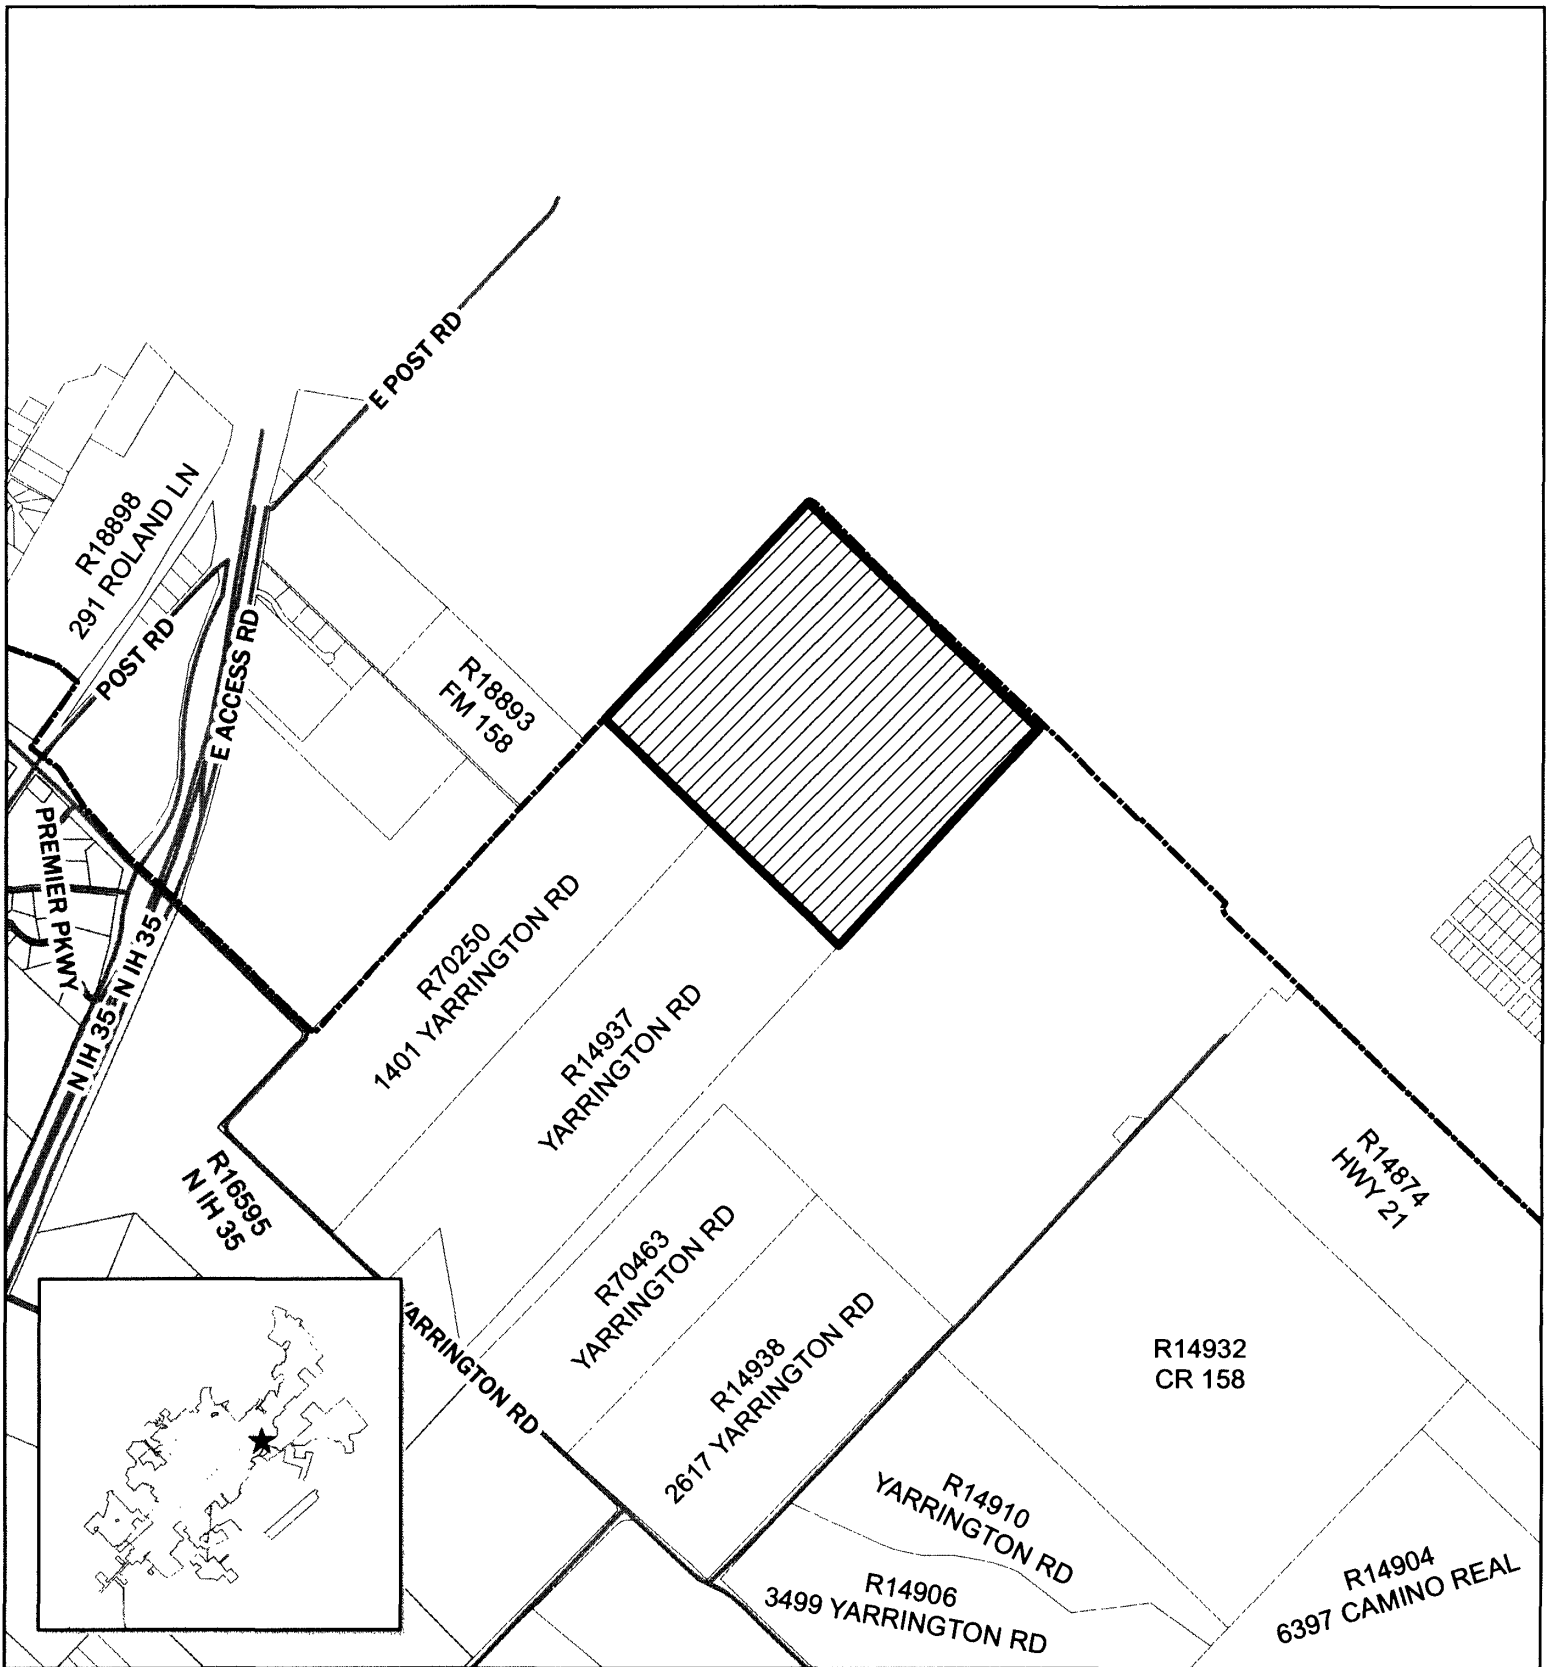 E POST RD
R18898
291 ROLAND LN
POST RD
E ACCESS RD
R18893
FM 158
PREMIER PKWY
N IH 35
N IH 35
R70250
1401 YARRINGTON RD
R14937
YARRINGTON RD
R16595
N IH 35
R14874
HWY 21
R70463
YARRINGTON RD
YARRINGTON RD
R14938
2617 YARRINGTON RD
R14932
CR 158
R14910
YARRINGTON RD
R14906
3499 YARRINGTON RD
R14904
6397 CAMINO REAL